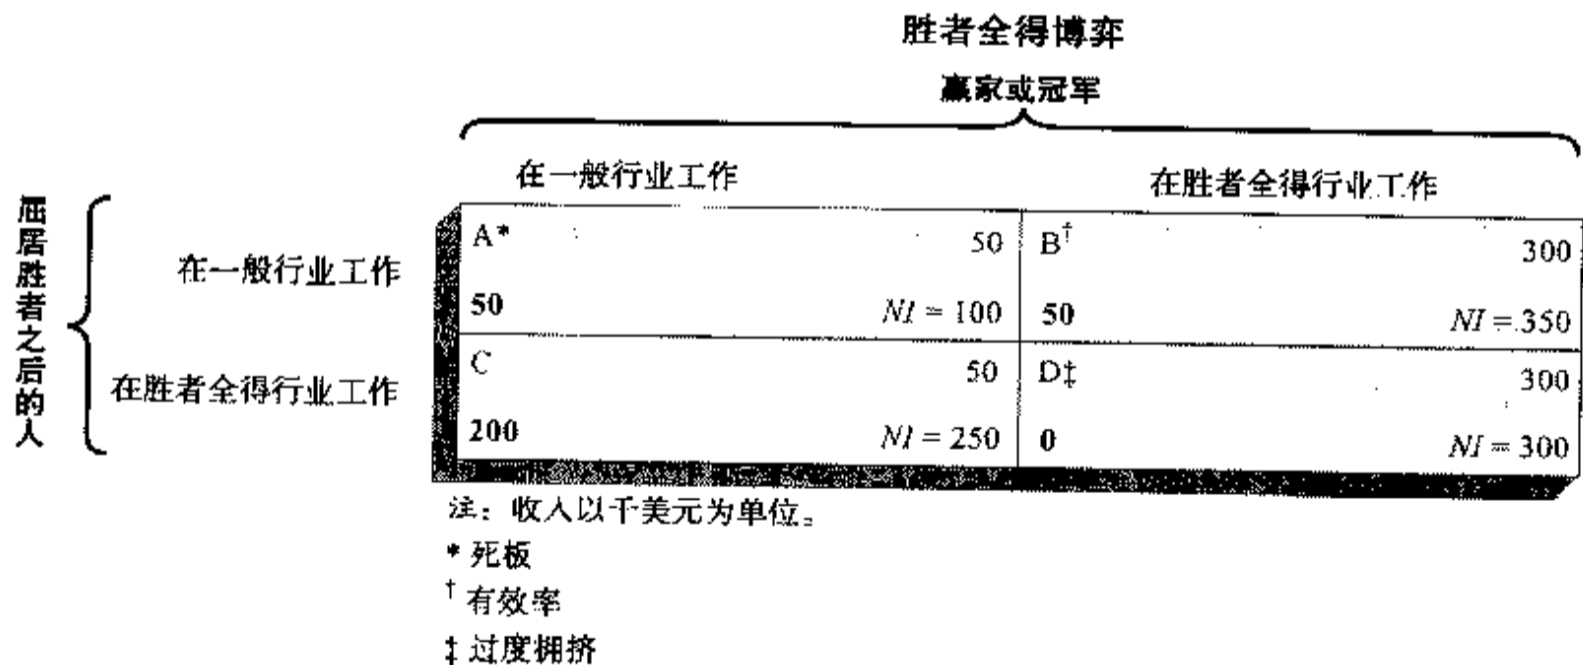 胜者全得博弈
赢家或冠军
在一般行业工作 在胜者全得行业工作
屈居胜者之后的人
在一般行业工作
A* 50 B† 300
50 NI = 100 50 NI = 350
在胜者全得行业工作
C 50 D‡ 300
200 NI = 250 0 NI = 300
注：收入以千美元为单位。
* 死板
† 有效率
‡ 过度拥挤